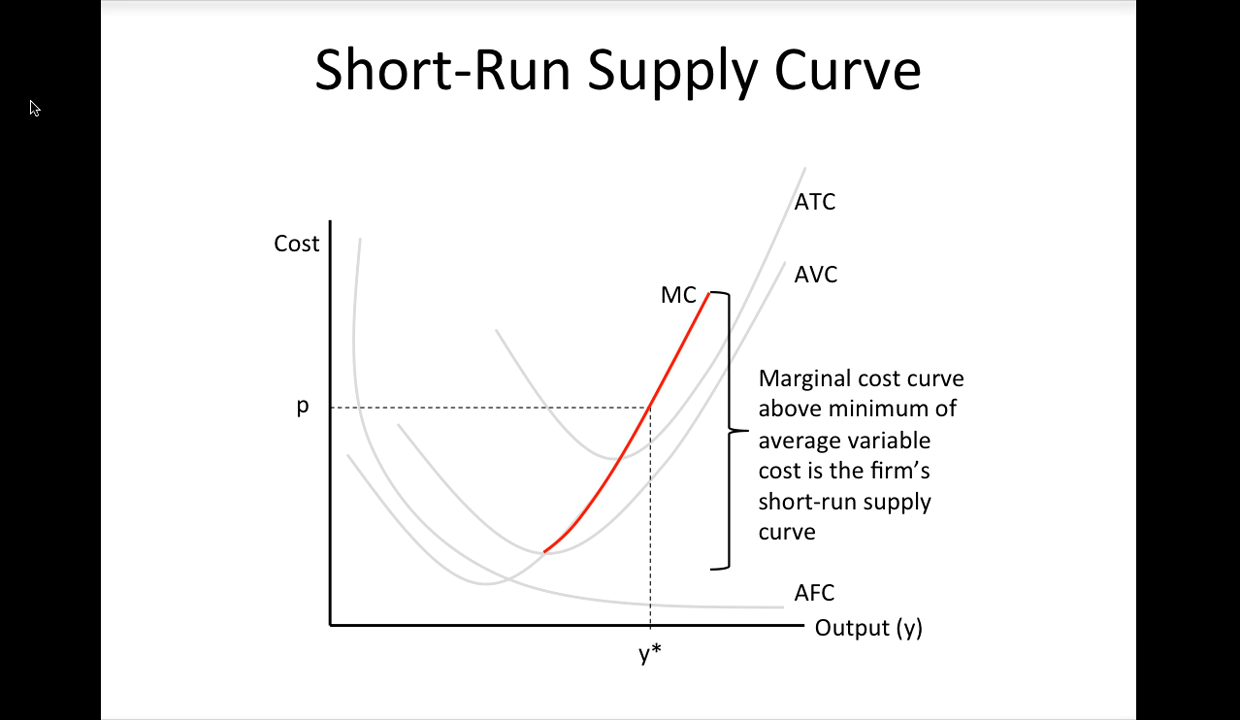 Short-Run Supply Curve
ATC
Cost
AVC
MC
Marginal cost curve
above minimum of
average variable
cost is the firm’s
short-run supply
curve
p
AFC
Output (y)
y*